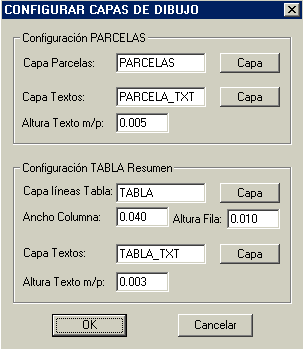 CONFIGURAR CAPAS DE DIBUJO
Configuración PARCELAS
Capa Parcelas: PARCELAS Capa
Capa Textos: PARCELA_TXT Capa
Altura Texto m/p: 0.005
Configuración TABLA Resumen
Capa líneas Tabla: TABLA Capa
Ancho Columna: 0.040 Altura Fila: 0.010
Capa Textos: TABLA_TXT Capa
Altura Texto m/p: 0.003
OK Cancelar